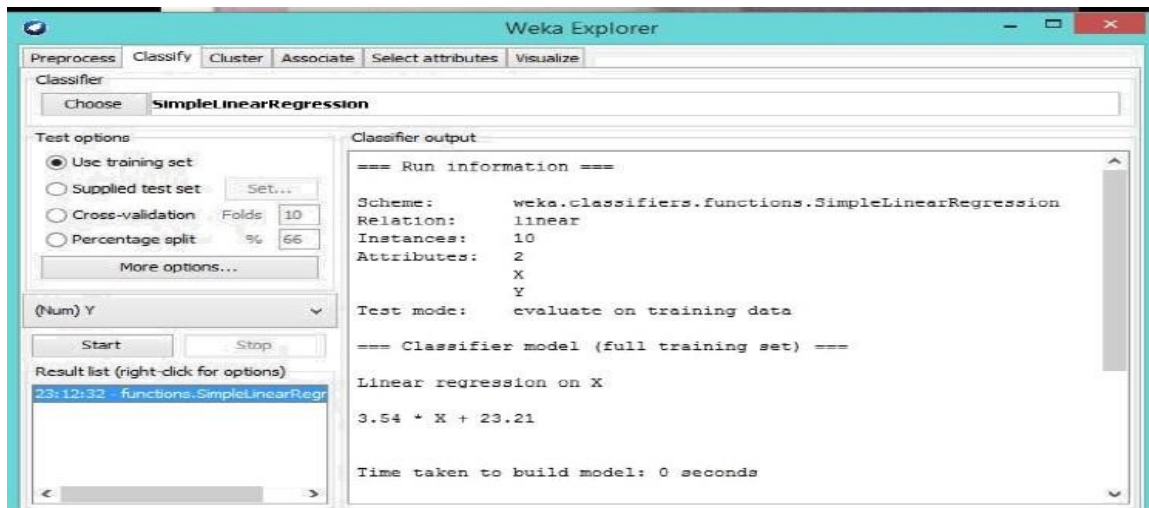 Weka Explorer
Preprocess Classify Cluster Associate Select attributes Visualize
Classifier
Choose SimpleLinearRegression
Test options
Use training set
Supplied test set Set...
Cross-validation Folds 10
Percentage split % 66
More options...
(Num) Y
Start Stop
Result list (right-click for options)
23:12:32 - functions.SimpleLinearRegr
Classifier output
=== Run information ===
Scheme: weka.classifiers.functions.SimpleLinearRegression
Relation: linear
Instances: 10
Attributes: 2
X
Y
Test mode: evaluate on training data
=== Classifier model (full training set) ===
Linear regression on X
3.54 * X + 23.21
Time taken to build model: 0 seconds